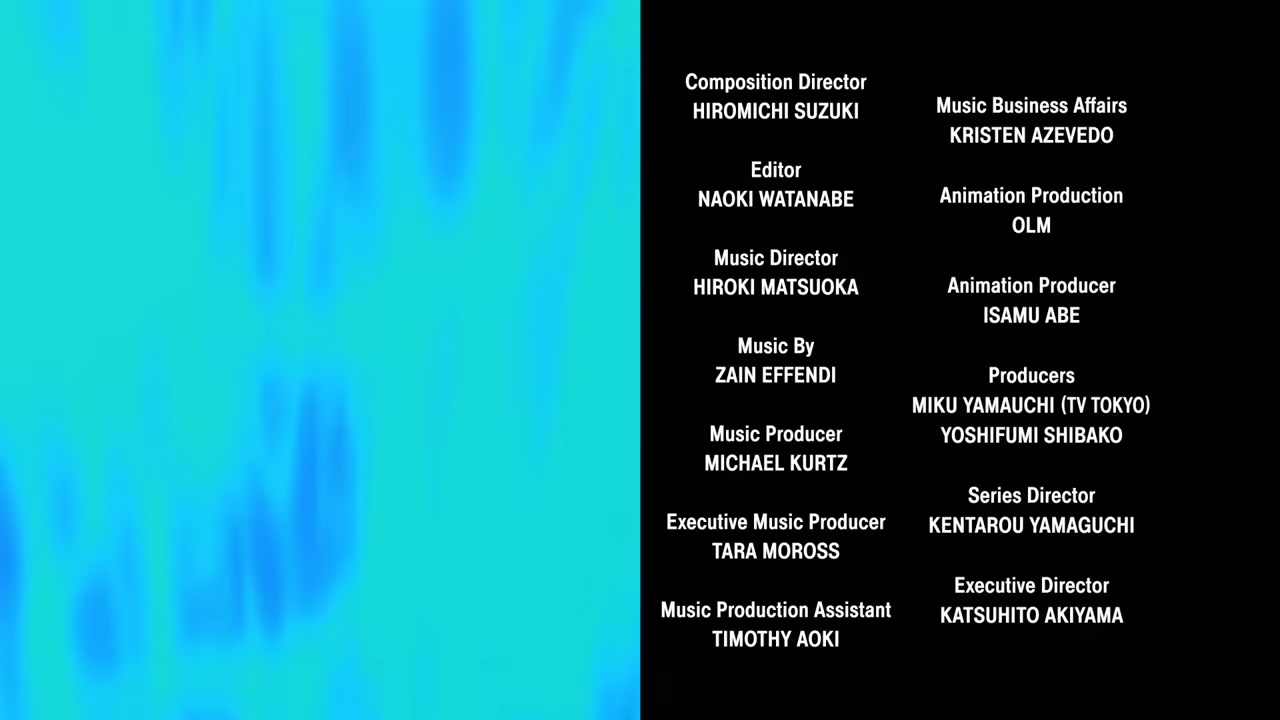 Composition Director
HIROMICHI SUZUKI
Editor
NAOKI WATANABE
Music Director
HIROKI MATSUOKA
Music By
ZAIN EFFENDI
Music Producer
MICHAEL KURTZ
Executive Music Producer
TARA MOROSS
Music Production Assistant
TIMOTHY AOKI
Music Business Affairs
KRISTEN AZEVEDO
Animation Production
OLM
Animation Producer
ISAMU ABE
Producers
MIKU YAMAUCHI (TV TOKYO)
YOSHIFUMI SHIBAKO
Series Director
KENTAROU YAMAGUCHI
Executive Director
KATSUHITO AKIYAMA